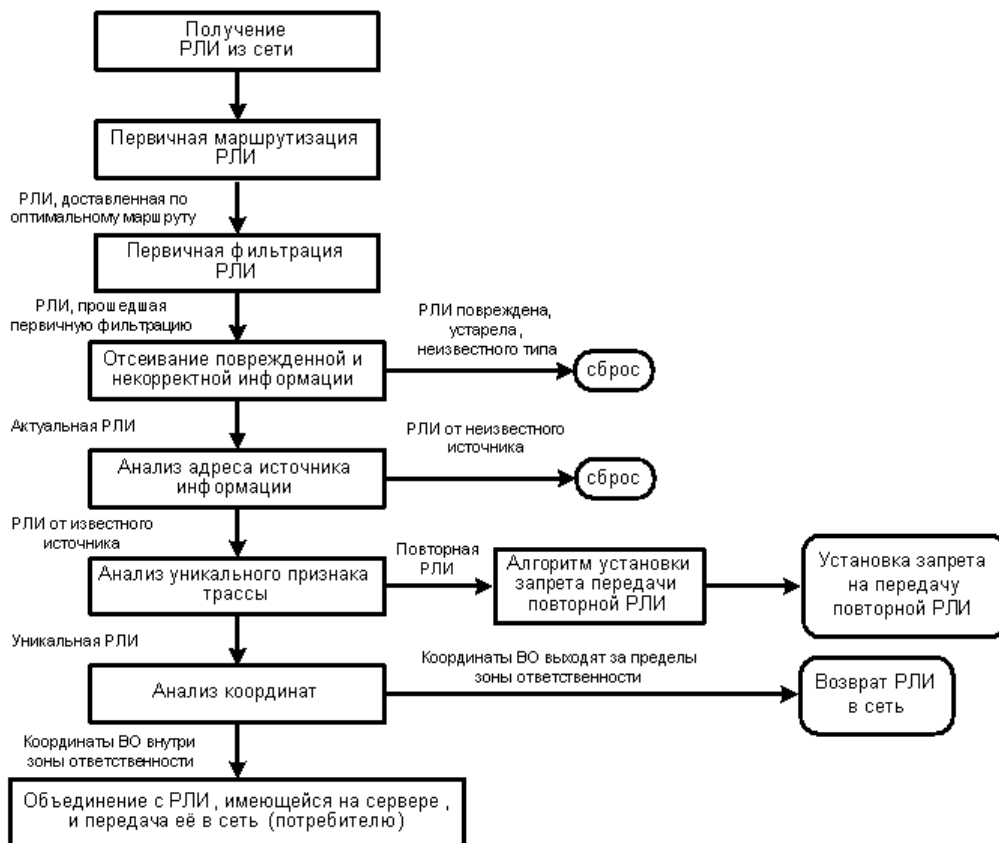 Получение
РЛИ из сети
Первичная маршрутизация
РЛИ
РЛИ, доставленная по
оптимальному маршруту
Первичная фильтрация
РЛИ
РЛИ, прошедшая
первичную фильтрацию
РЛИ повреждена,
устарела,
неизвестного типа
Отсеивание поврежденной и
некорректной информации
сброс
Актуальная РЛИ
РЛИ от неизвестного
источника
Анализ адреса источника
информации
сброс
РЛИ от известного
источника
Повторная
РЛИ
Анализ уникального признака
трассы
Алгоритм установки
запрета передачи
повторной РЛИ
Установка запрета
на передачу
повторной РЛИ
Уникальная РЛИ
Координаты ВО выходят за пределы
зоны ответственности
Анализ координат
Возврат РЛИ
в сеть
Координаты ВО внутри
зоны ответственности
Объединение с РЛИ , имеющейся на сервере ,
и передача её в сеть (потребителю)